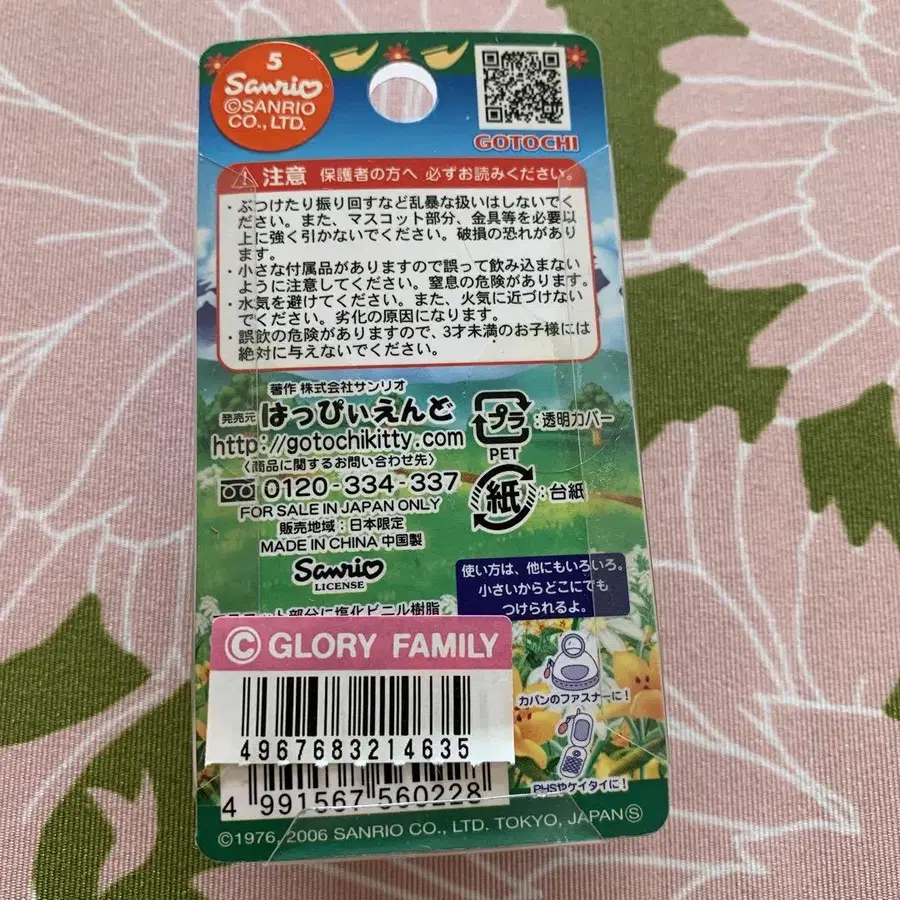 5
Sanrio
©SANRIO
CO., LTD.
GOTOCHI
注意 保護者の方へ 必ずお読みください。
・ぶつけたり振り回すなど乱暴な扱いはしないでく
ださい。また、マスコット部分、金具等を必要以
上に強く引かないでください。破損の恐れがあり
ます。
・小さな付属品がありますので誤って飲み込まない
ように注意してください。窒息の危険があります。
・水気を避けてください。また、火気に近づけない
でください。劣化の原因になります。
・誤飲の危険がありますので、3才未満のお子様には
絶対に与えないでください。
著作 株式会社サンリオ
発売元 はっぴぃえんど
http://gotochikitty.com
〈商品に関するお問い合わせ先〉
0120-334-337
FOR SALE IN JAPAN ONLY
販売地域：日本限定
MADE IN CHINA 中国製
Sanrio
LICENSE
プラ：透明カバー
PET
紙：台紙
使い方は、他にもいろいろ。
小さいからどこにでも
つけられるよ。
カバンのファスナーに！
PHSやケイタイに！
部分に塩化ビニル樹脂
Ⓒ GLORY FAMILY
4967683214635
4 991567 560228
©1976, 2006 SANRIO CO., LTD. TOKYO, JAPAN Ⓢ